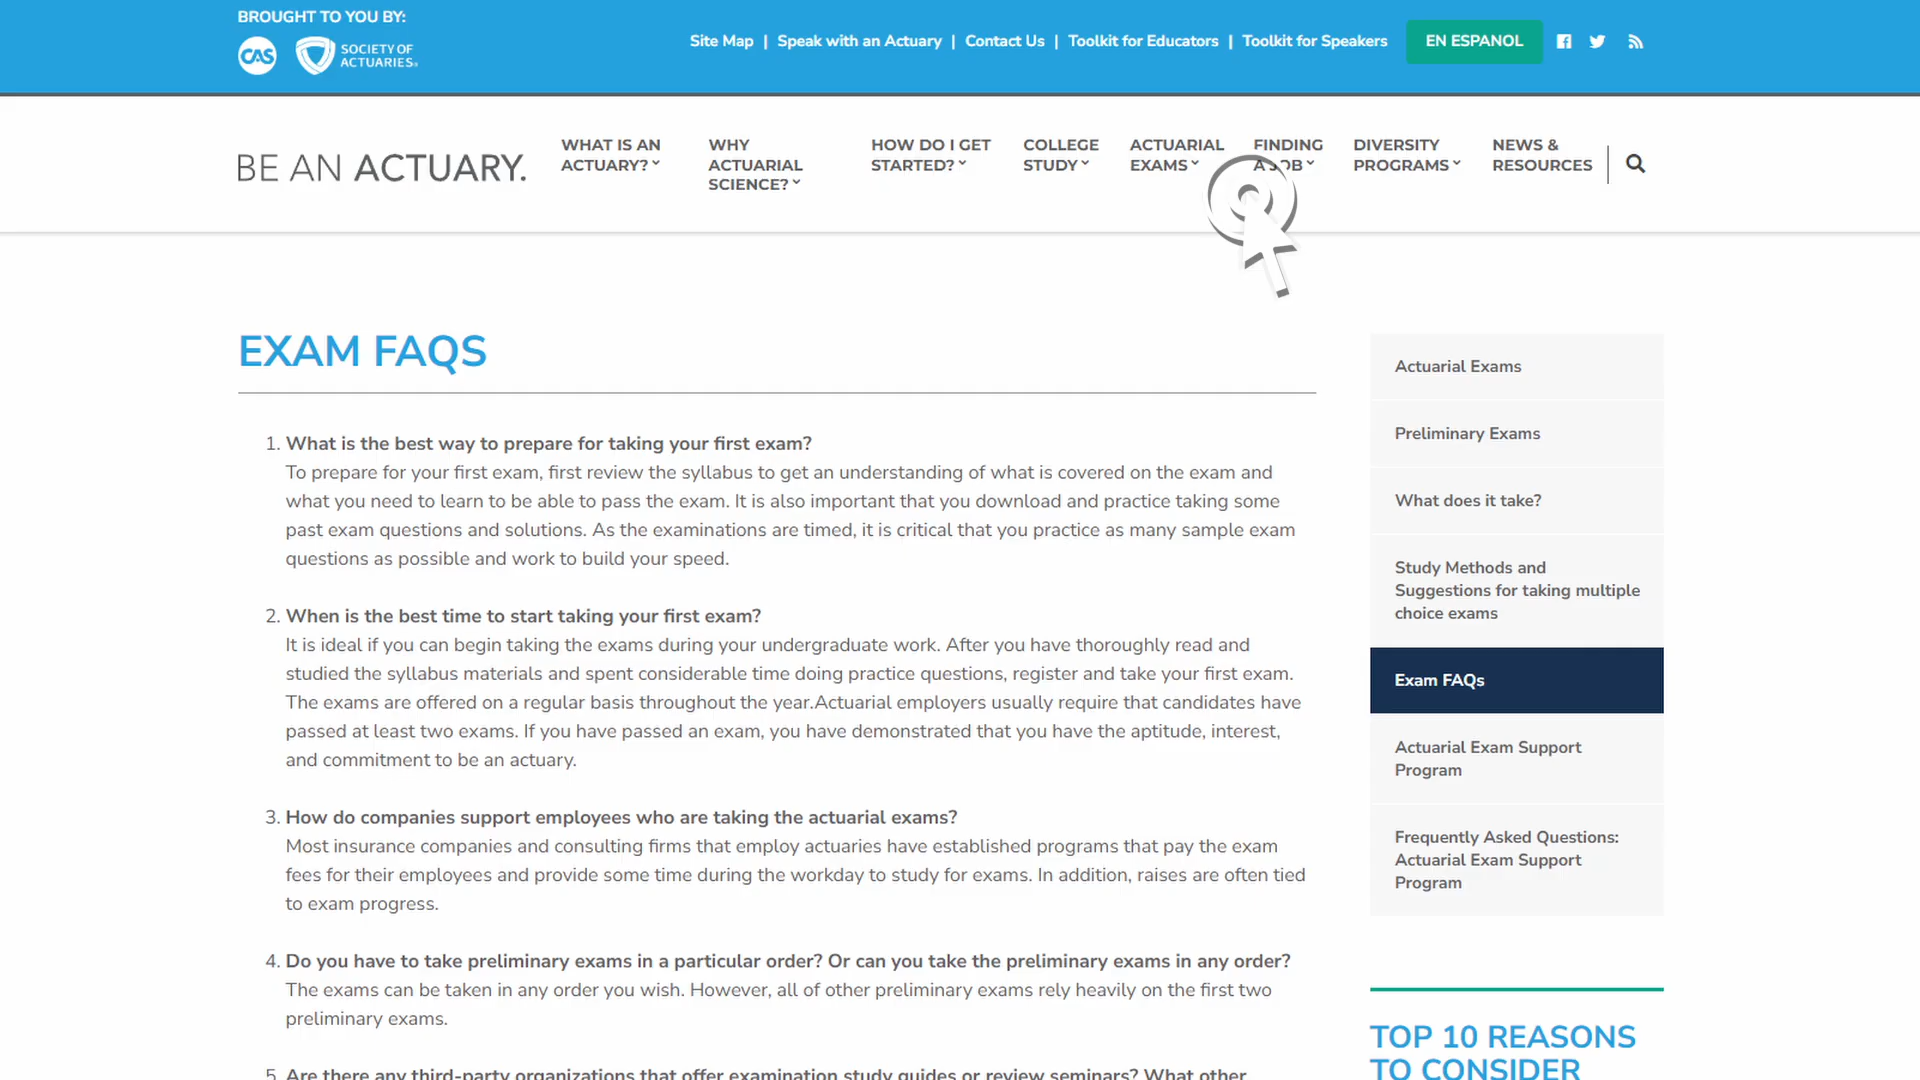 BROUGHT TO YOU BY:
CAS
SOCIETY OF
ACTUARIES®
Site Map | Speak with an Actuary | Contact Us | Toolkit for Educators | Toolkit for Speakers
EN ESPANOL
BE AN ACTUARY.
WHAT IS AN
ACTUARY?
WHY
ACTUARIAL
SCIENCE?
HOW DO I GET
STARTED?
COLLEGE
STUDY
ACTUARIAL
EXAMS
FINDING
A JOB
DIVERSITY
PROGRAMS
NEWS &
RESOURCES
EXAM FAQS
1. What is the best way to prepare for taking your first exam?
To prepare for your first exam, first review the syllabus to get an understanding of what is covered on the exam and
what you need to learn to be able to pass the exam. It is also important that you download and practice taking some
past exam questions and solutions. As the examinations are timed, it is critical that you practice as many sample exam
questions as possible and work to build your speed.
2. When is the best time to start taking your first exam?
It is ideal if you can begin taking the exams during your undergraduate work. After you have thoroughly read and
studied the syllabus materials and spent considerable time doing practice questions, register and take your first exam.
The exams are offered on a regular basis throughout the year.Actuarial employers usually require that candidates have
passed at least two exams. If you have passed an exam, you have demonstrated that you have the aptitude, interest,
and commitment to be an actuary.
3. How do companies support employees who are taking the actuarial exams?
Most insurance companies and consulting firms that employ actuaries have established programs that pay the exam
fees for their employees and provide some time during the workday to study for exams. In addition, raises are often tied
to exam progress.
4. Do you have to take preliminary exams in a particular order? Or can you take the preliminary exams in any order?
The exams can be taken in any order you wish. However, all of other preliminary exams rely heavily on the first two
preliminary exams.
5. Are there any third-party organizations that offer examination study guides or review seminars? What other
Actuarial Exams
Preliminary Exams
What does it take?
Study Methods and
Suggestions for taking multiple
choice exams
Exam FAQs
Actuarial Exam Support
Program
Frequently Asked Questions:
Actuarial Exam Support
Program
TOP 10 REASONS
TO CONSIDER